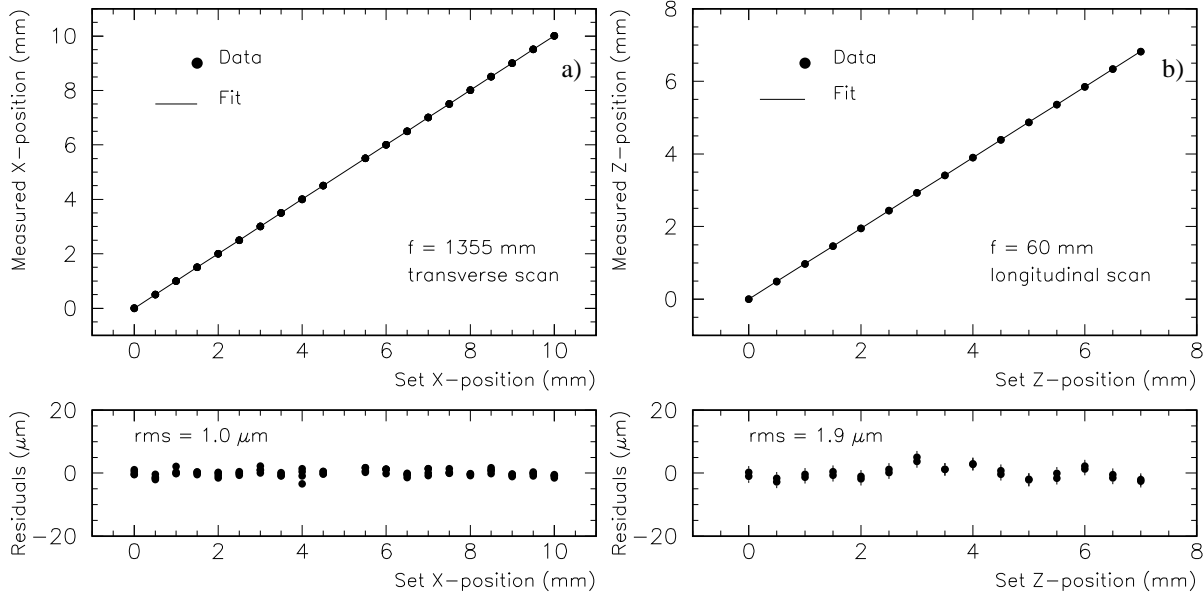 Measured X-position (mm)
10
8
6
4
2
0
Data
Fit
a)
f = 1355 mm
transverse scan
0 2 4 6 8 10
Set X-position (mm)
Measured Z-position (mm)
8
6
4
2
0
Data
Fit
b)
f = 60 mm
longitudinal scan
0 2 4 6 8
Set Z-position (mm)
Residuals (μm)
20
0
-20
rms = 1.0 μm
0 2 4 6 8 10
Set X-position (mm)
Residuals (μm)
20
0
-20
rms = 1.9 μm
0 2 4 6 8
Set Z-position (mm)